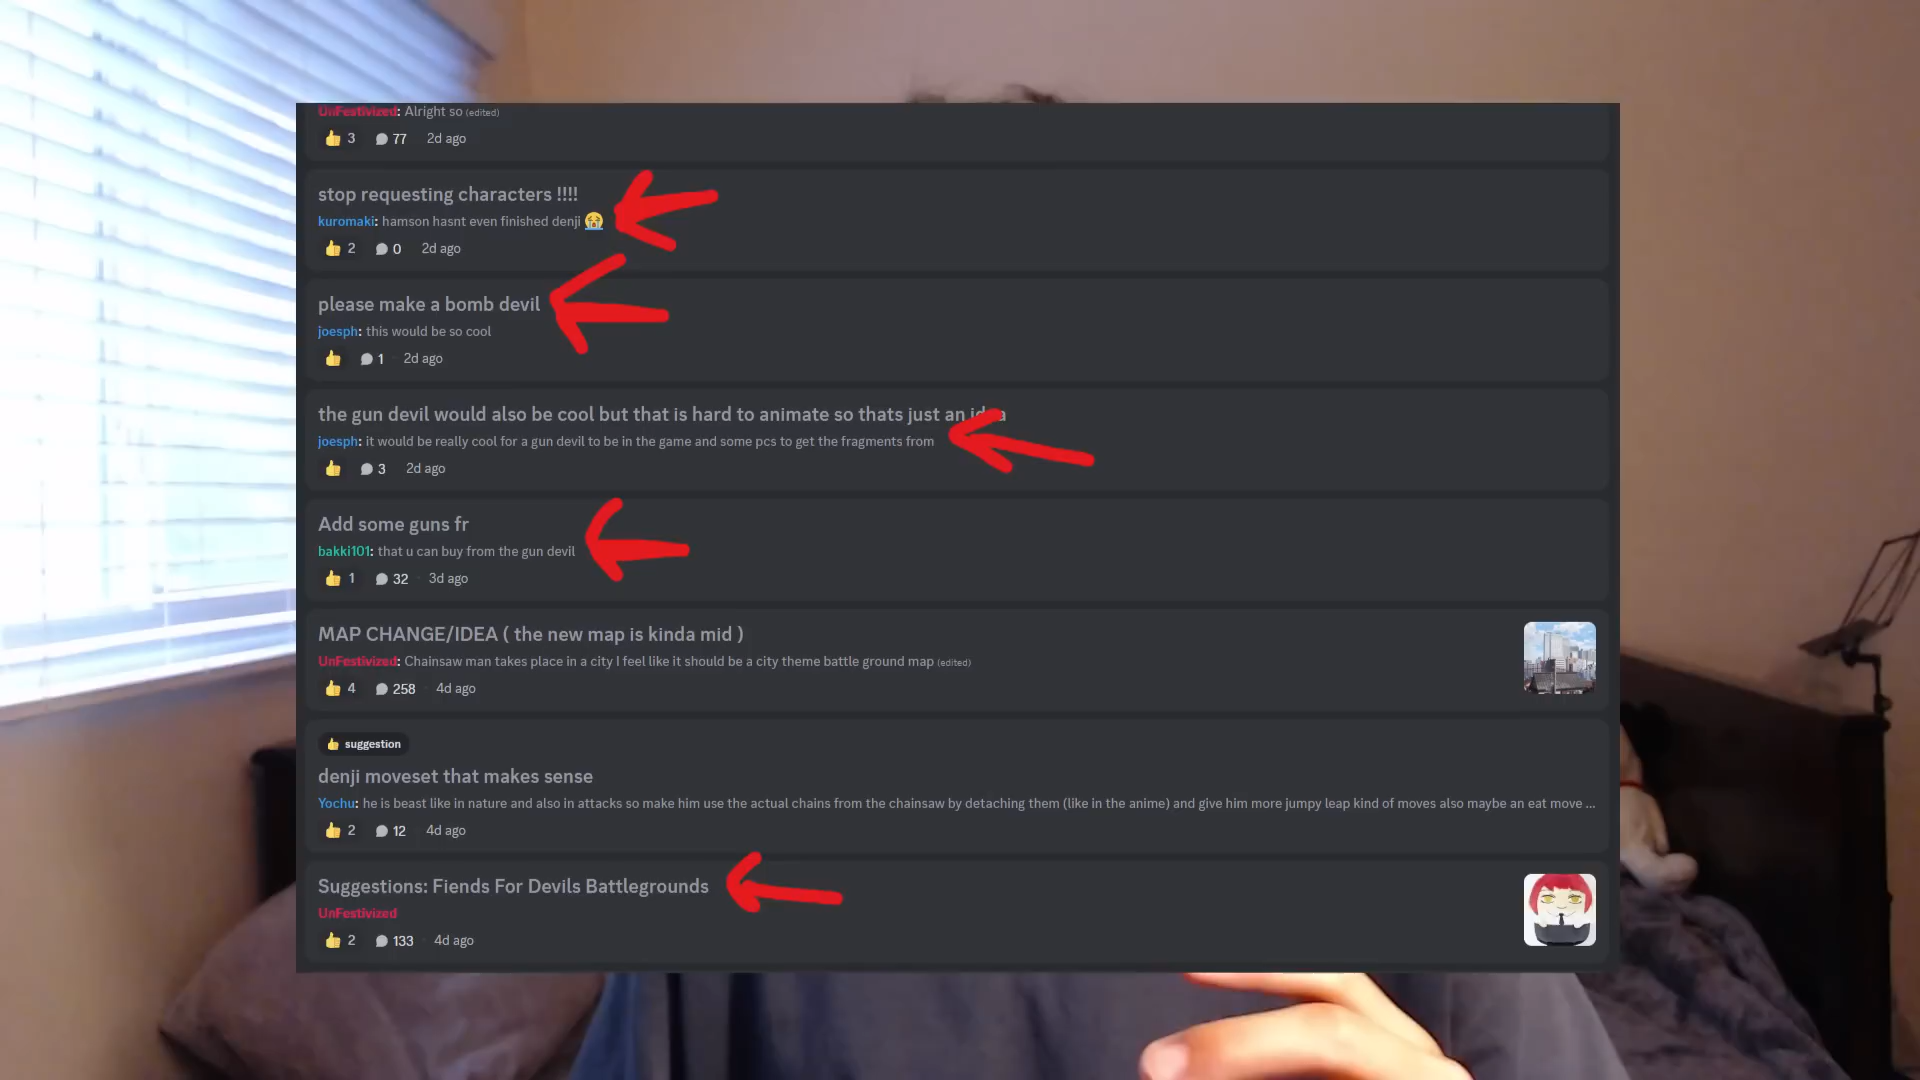 UnFestivized: Alright so (edited)
3 77 2d ago
stop requesting characters !!!!
kuromaki: hamson hasnt even finished denji
2 0 2d ago
please make a bomb devil
joesph: this would be so cool
1 2d ago
the gun devil would also be cool but that is hard to animate so thats just an idea
joesph: it would be really cool for a gun devil to be in the game and some pcs to get the fragments from
3 2d ago
Add some guns fr
bakki101: that u can buy from the gun devil
1 32 3d ago
MAP CHANGE/IDEA ( the new map is kinda mid )
UnFestivized: Chainsaw man takes place in a city I feel like it should be a city theme battle ground map (edited)
4 258 4d ago
suggestion
denji moveset that makes sense
Yochu: he is beast like in nature and also in attacks so make him use the actual chains from the chainsaw by detaching them (like in the anime) and give him more jumpy leap kind of moves also maybe an eat move ...
2 12 4d ago
Suggestions: Fiends For Devils Battlegrounds
UnFestivized
2 133 4d ago